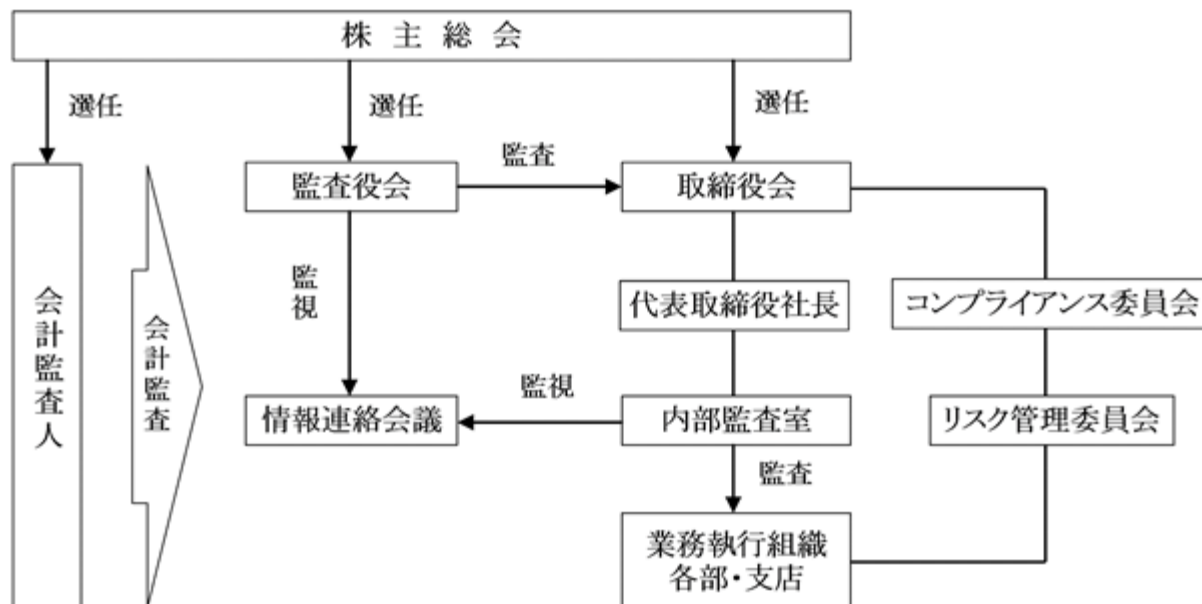 株主総会
選任
選任
選任
監査役会
監査
取締役会
監視
代表取締役社長
コンプライアンス委員会
会計監査人
会計監査
情報連絡会議
監視
内部監査室
リスク管理委員会
監査
業務執行組織
各部・支店